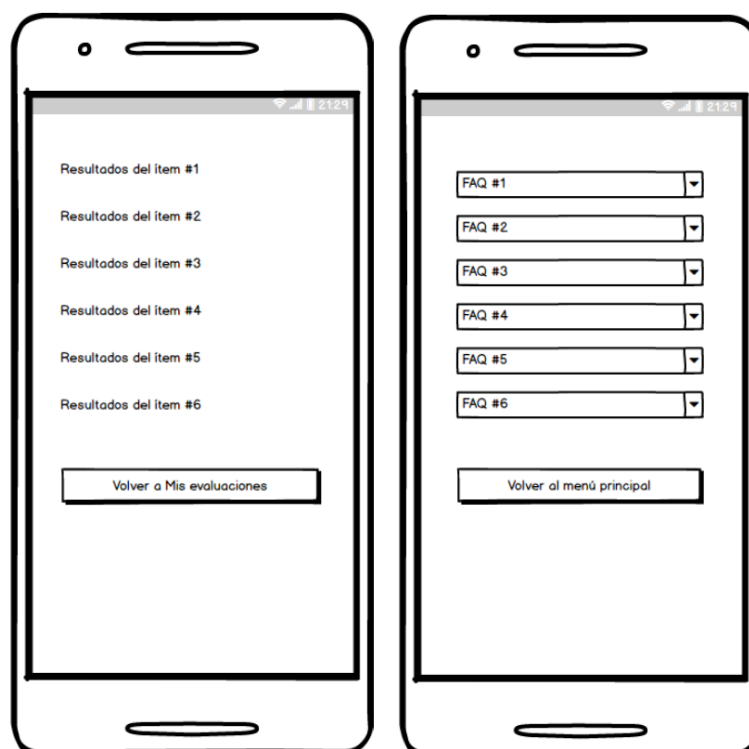 21:29
Resultados del ítem #1
Resultados del ítem #2
Resultados del ítem #3
Resultados del ítem #4
Resultados del ítem #5
Resultados del ítem #6
Volver a Mis evaluaciones
21:29
FAQ #1
FAQ #2
FAQ #3
FAQ #4
FAQ #5
FAQ #6
Volver al menú principal